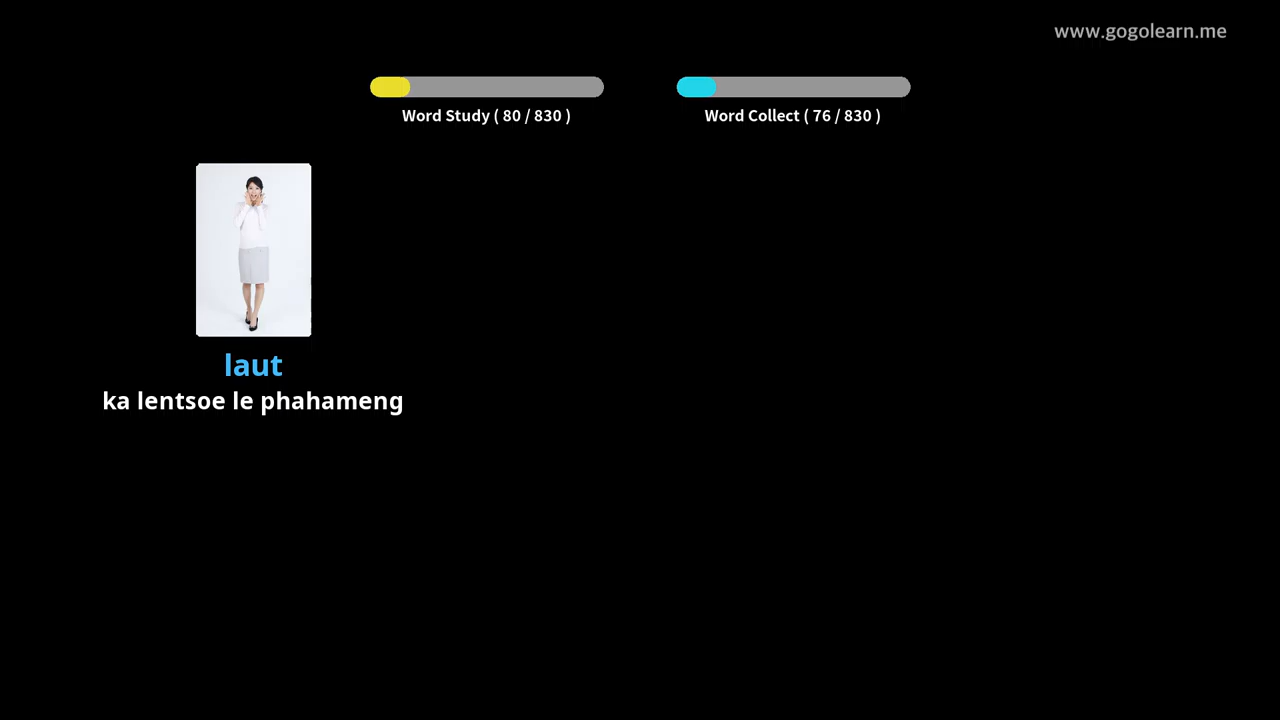 www.gogolearn.me
Word Study ( 80 / 830 )
Word Collect ( 76 / 830 )
laut
ka lentsoe le phahameng